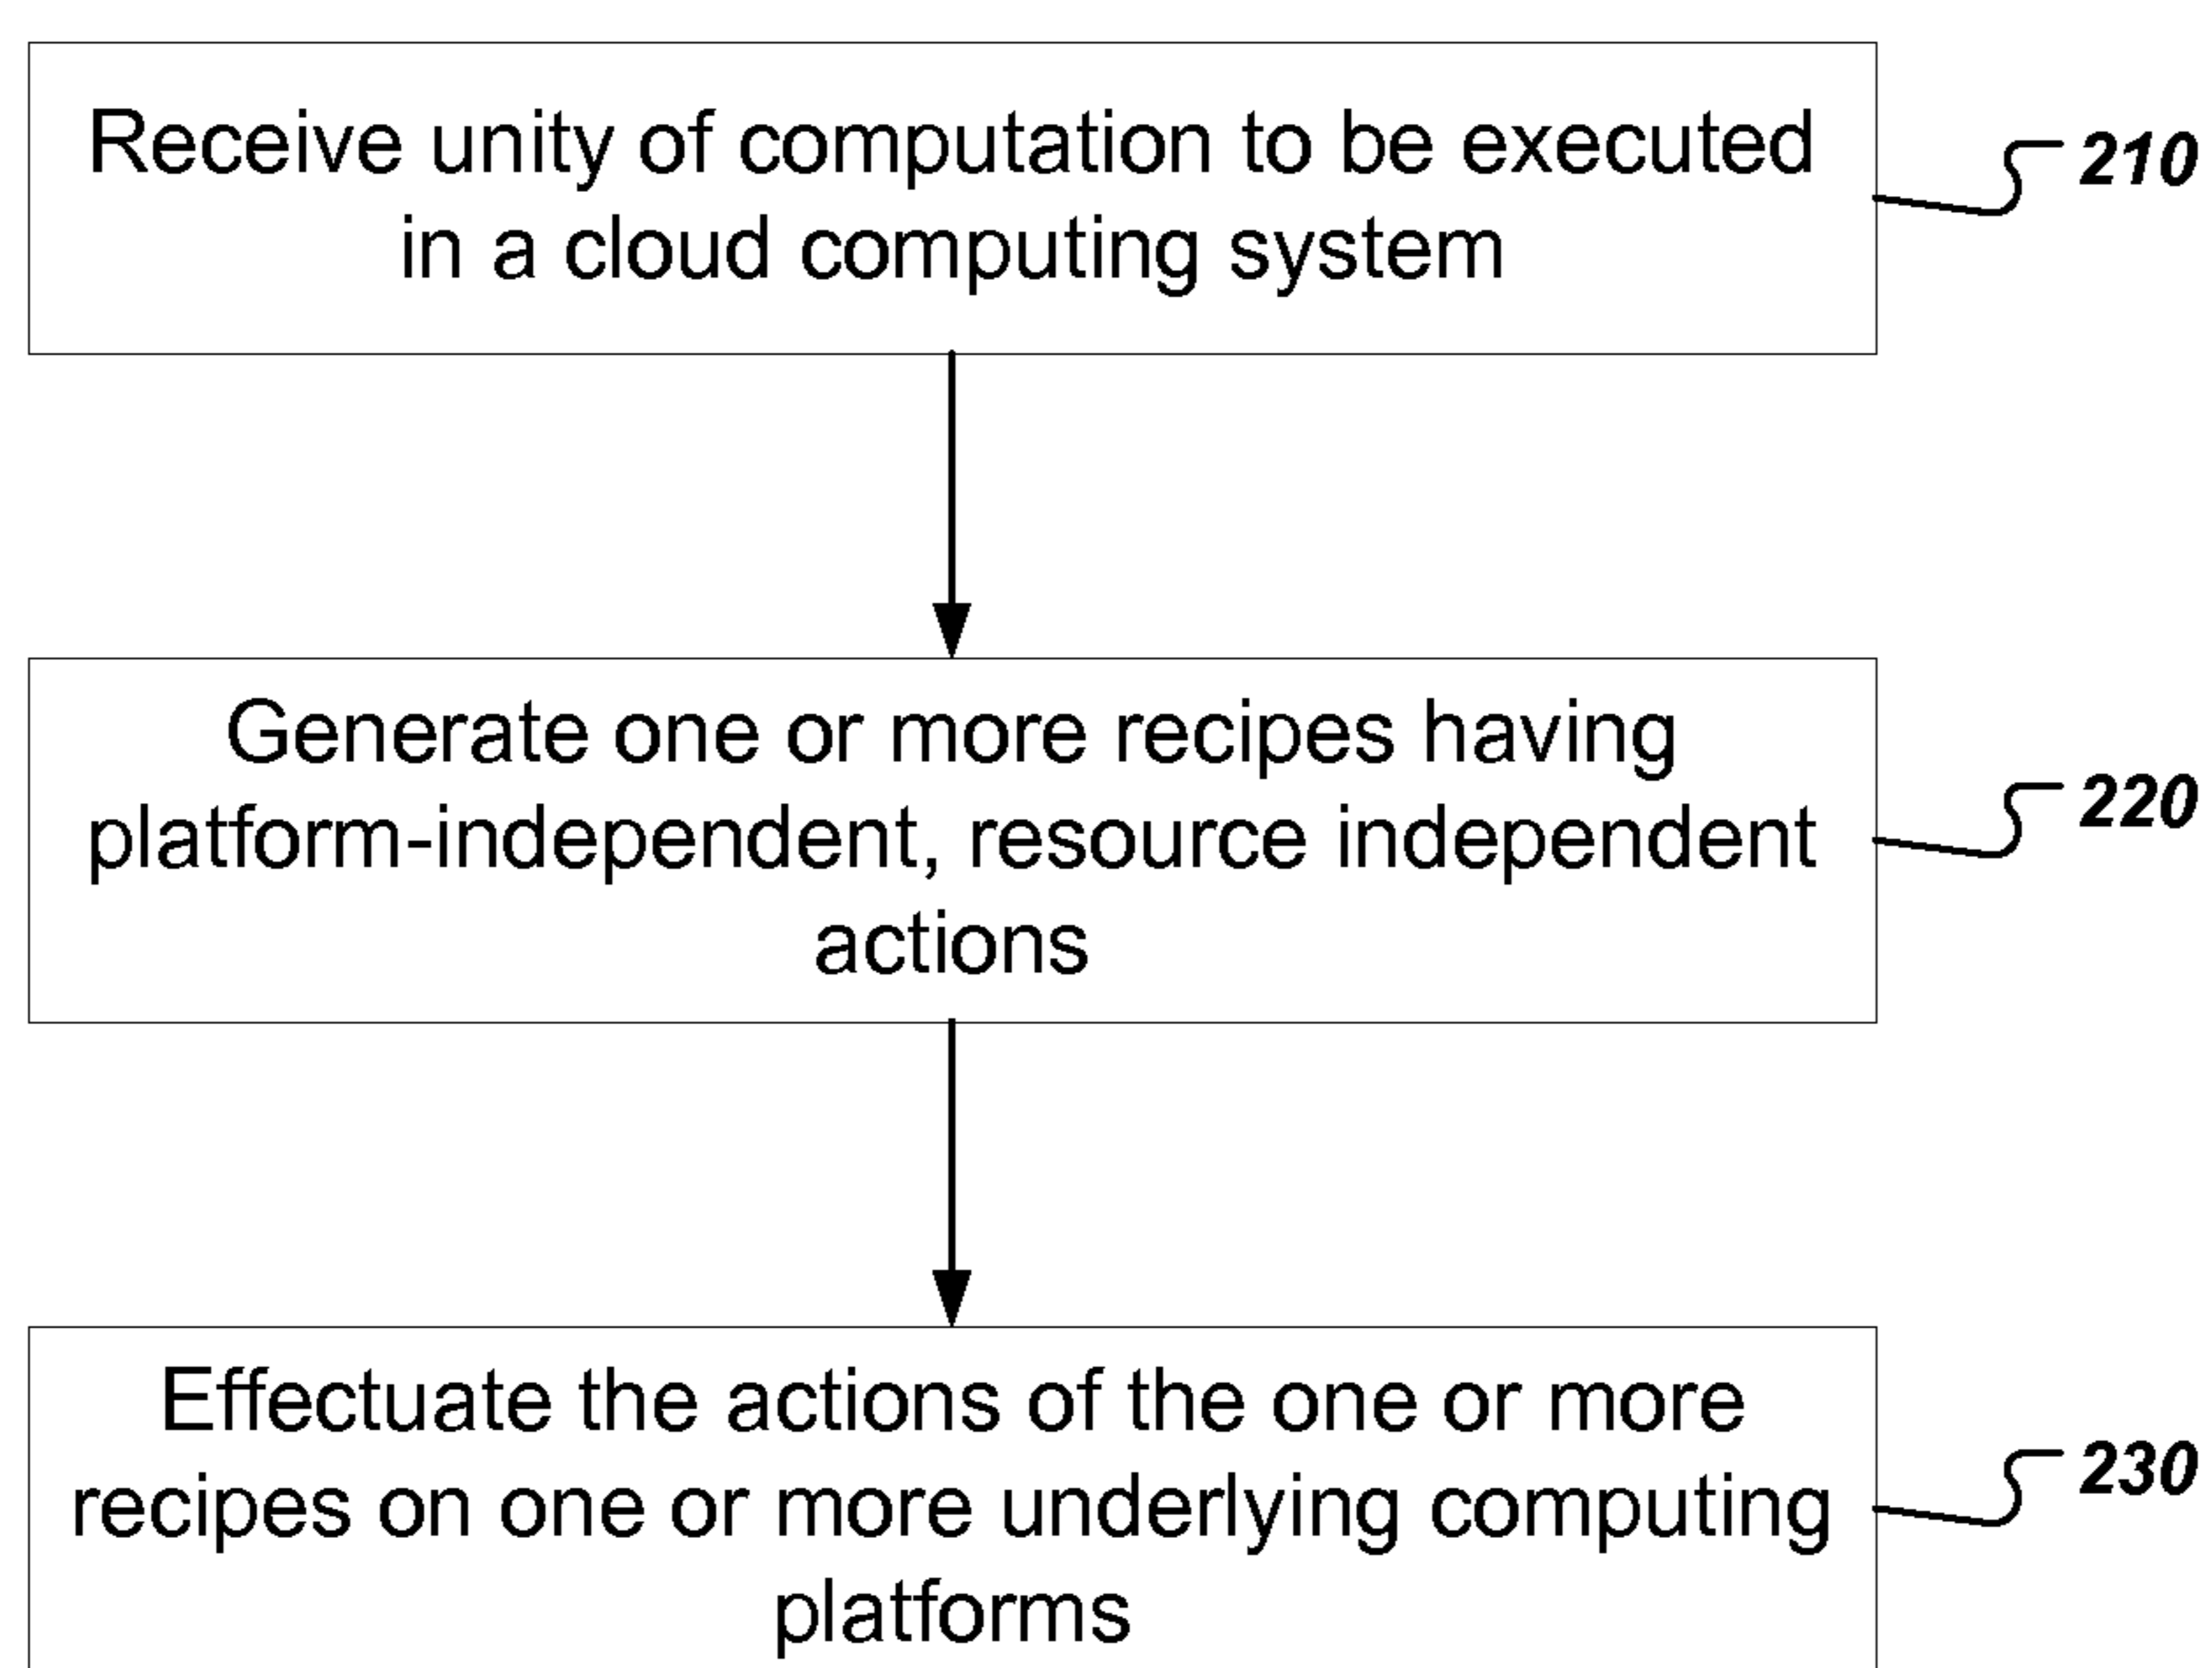 Receive unity of computation to be executed
in a cloud computing system
210
Generate one or more recipes having
platform-independent, resource independent
actions
220
Effectuate the actions of the one or more
recipes on one or more underlying computing
platforms
230